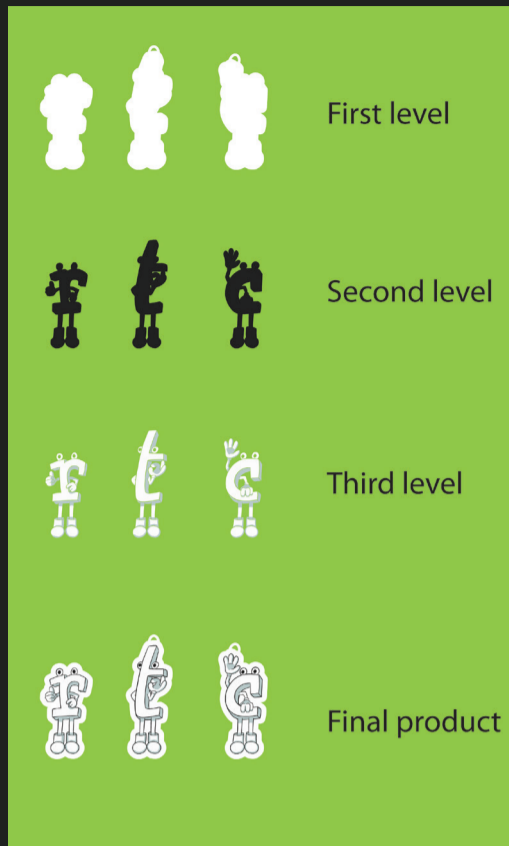 First level
Second level
Third level
r t c
Final product
r t c